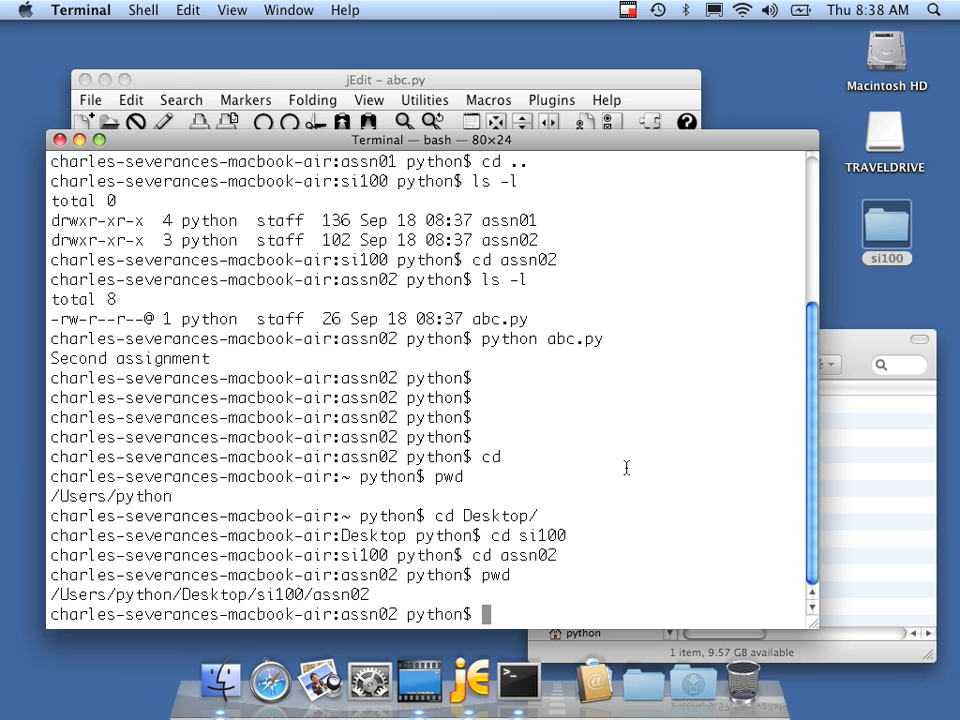 Terminal Shell Edit View Window Help Thu 8:38 AM
Macintosh HD
TRAVELDRIVE
si100
jEdit - abc.py
File Edit Search Markers Folding View Utilities Macros Plugins Help
Terminal — bash — 80×24
charles-severances-macbook-air:assn01 python$ cd ..
charles-severances-macbook-air:si100 python$ ls -l
total 0
drwxr-xr-x  4 python  staff  136 Sep 18 08:37 assn01
drwxr-xr-x  3 python  staff  102 Sep 18 08:37 assn02
charles-severances-macbook-air:si100 python$ cd assn02
charles-severances-macbook-air:assn02 python$ ls -l
total 8
-rw-r--r--@ 1 python  staff  26 Sep 18 08:37 abc.py
charles-severances-macbook-air:assn02 python$ python abc.py
Second assignment
charles-severances-macbook-air:assn02 python$
charles-severances-macbook-air:assn02 python$
charles-severances-macbook-air:assn02 python$
charles-severances-macbook-air:assn02 python$
charles-severances-macbook-air:assn02 python$ cd
charles-severances-macbook-air:~ python$ pwd
/Users/python
charles-severances-macbook-air:~ python$ cd Desktop/
charles-severances-macbook-air:Desktop python$ cd si100
charles-severances-macbook-air:si100 python$ cd assn02
charles-severances-macbook-air:assn02 python$ pwd
/Users/python/Desktop/si100/assn02
charles-severances-macbook-air:assn02 python$
python
1 item, 9.57 GB available
jE